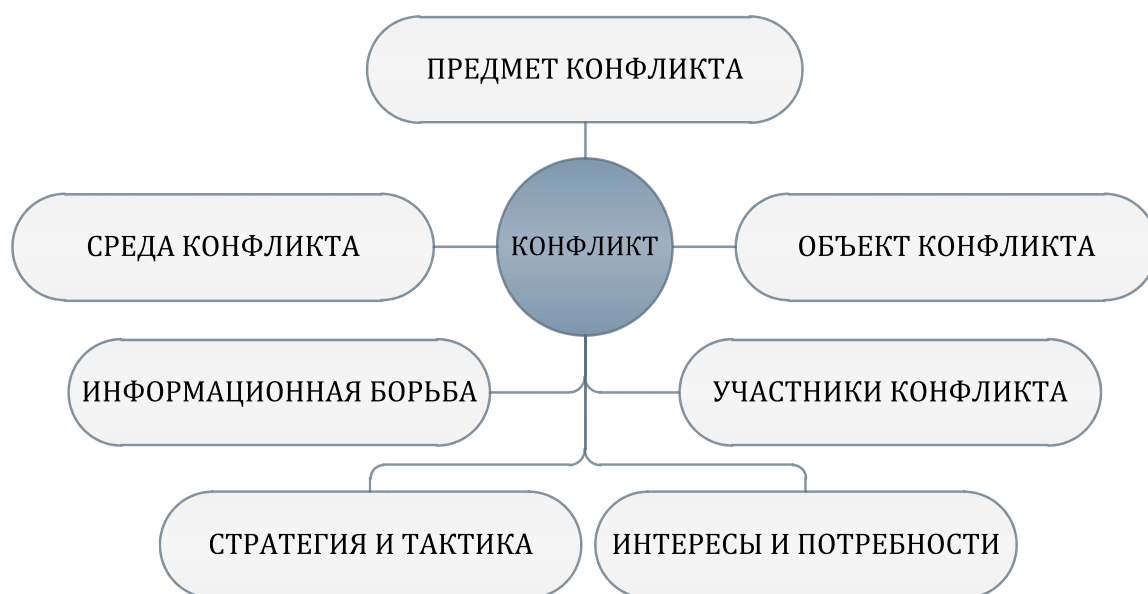 ПРЕДМЕТ КОНФЛИКТА
СРЕДА КОНФЛИКТА
КОНФЛИКТ
ОБЪЕКТ КОНФЛИКТА
ИНФОРМАЦИОННАЯ БОРЬБА
УЧАСТНИКИ КОНФЛИКТА
СТРАТЕГИЯ И ТАКТИКА
ИНТЕРЕСЫ И ПОТРЕБНОСТИ